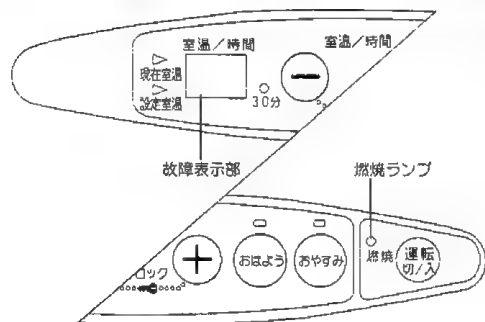 室温／時間
室温／時間
現在室温
設定室温
30分
故障表示部
燃焼ランプ
おはよう
おやすみ
燃焼
運転
切/入
ロック